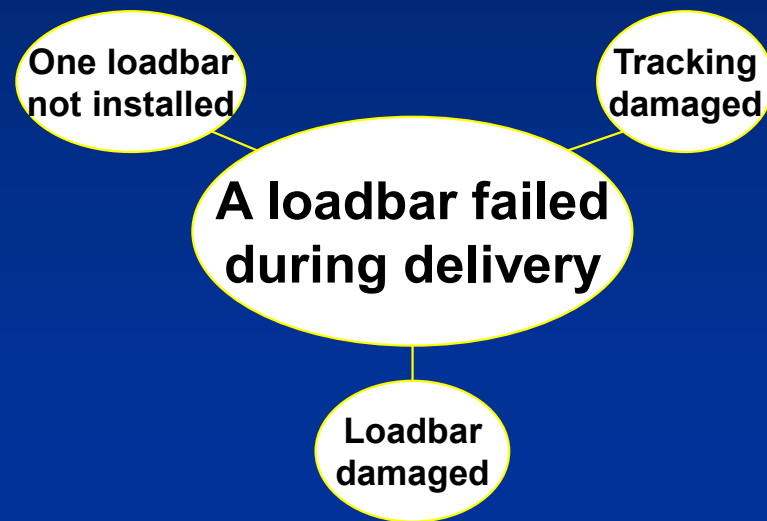 One loadbar
not installed
Tracking
damaged
A loadbar failed
during delivery
Loadbar
damaged